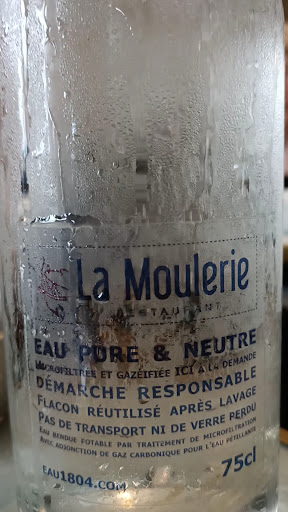 La Moulerie
RESTAURANT
EAU PURE & NEUTRE
MICROFILTRÉE ET GAZÉIFIÉE ICI À LA DEMANDE
DÉMARCHE RESPONSABLE
FLACON RÉUTILISÉ APRÈS LAVAGE
PAS DE TRANSPORT NI DE VERRE PERDU
EAU RENDUE POTABLE PAR TRAITEMENT DE MICROFILTRATION
AVEC ADJONCTION DE GAZ CARBONIQUE POUR L'EAU PÉTILLANTE
EAU1804.COM
75cl